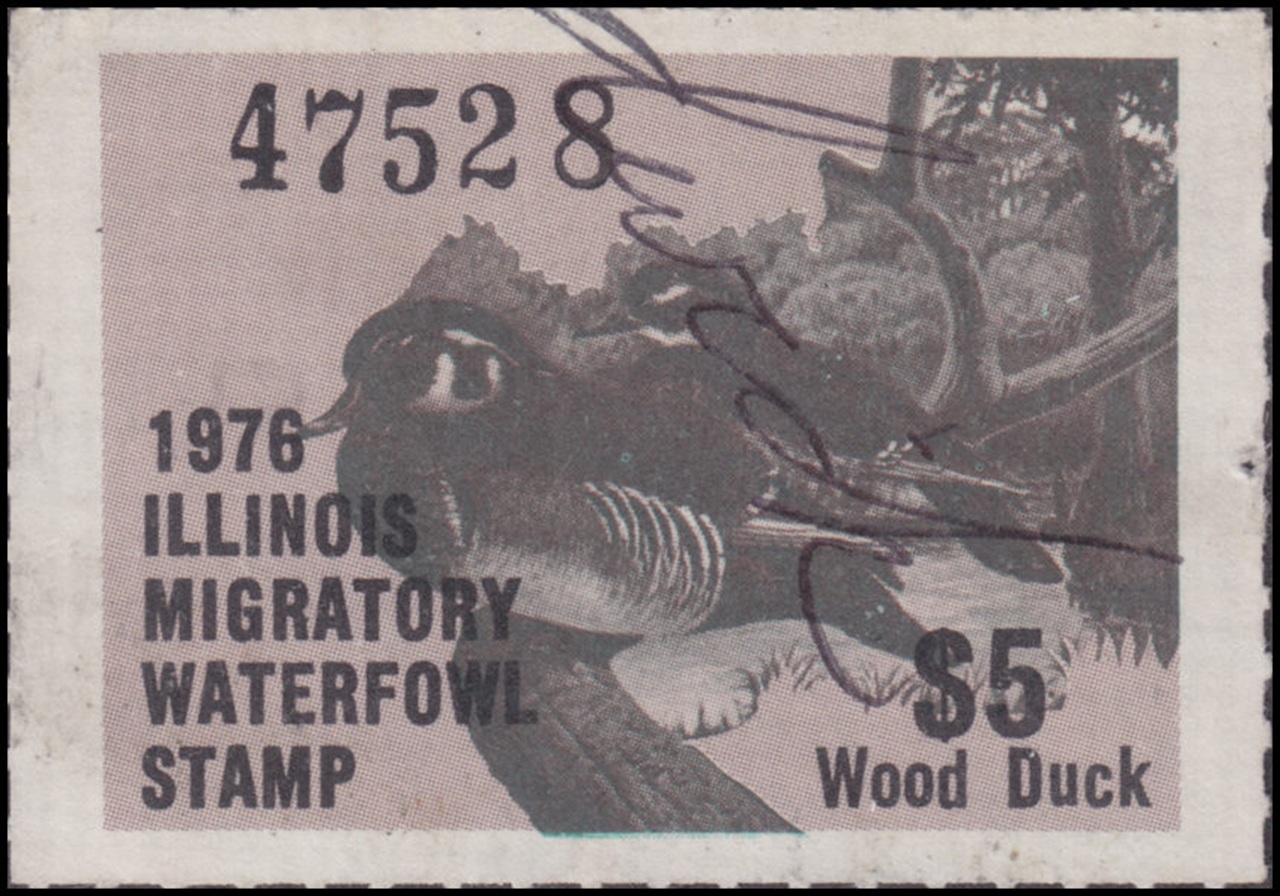 47528
1976
ILLINOIS
MIGRATORY
WATERFOWL
STAMP
$5
Wood Duck